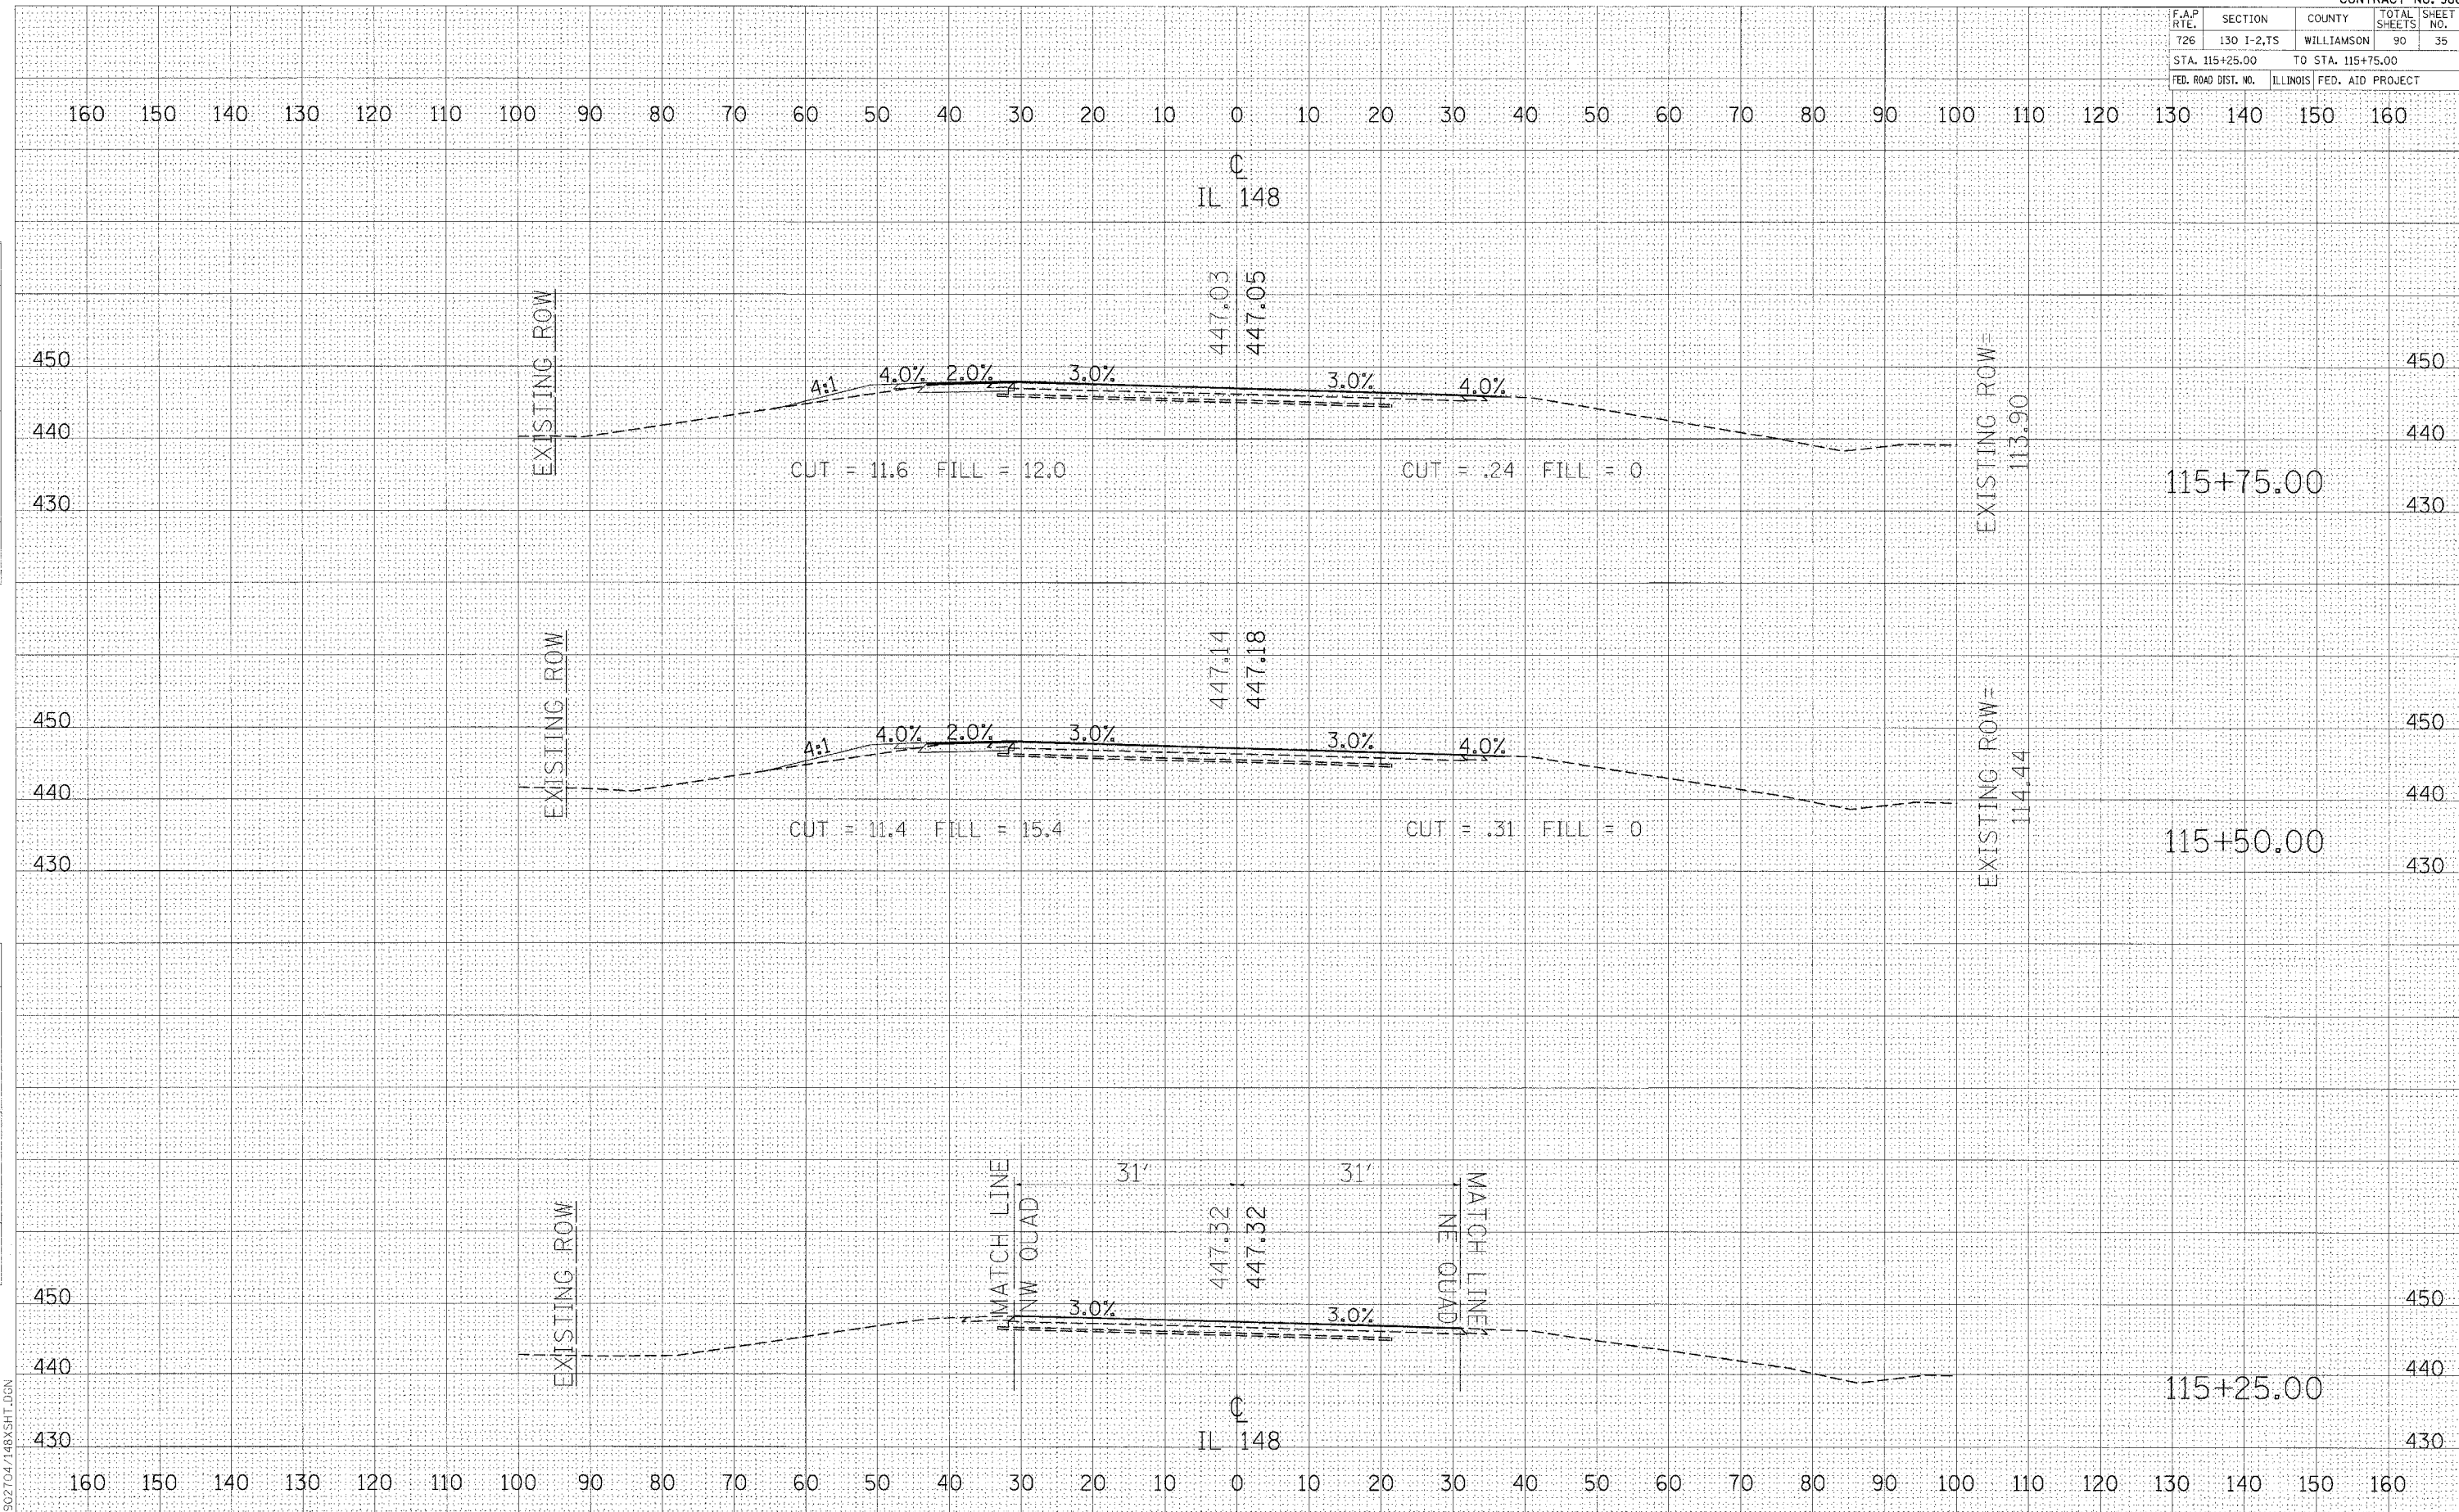 F.A.P RTE. SECTION COUNTY TOTAL SHEETS SHEET NO.
726 130 I-2,TS WILLIAMSON 90 35
STA. 115+25.00 TO STA. 115+75.00
FED. ROAD DIST. NO. ILLINOIS FED. AID PROJECT
160 150 140 130 120 110 100 90 80 70 60 50 40 30 20 10 0 10 20 30 40 50 60 70 80 90 100 110 120 130 140 150 160
℄
IL 148
EXISTING ROW
447.03
447.05
EXISTING ROW=
113.90
450 450
4:1 4.0% 2.0% 3.0% 3.0% 4.0%
440 440
CUT = 11.6 FILL = 12.0 CUT = .24 FILL = 0
115+75.00
430 430
EXISTING ROW
447.14
447.18
EXISTING ROW=
114.44
450 450
4:1 4.0% 2.0% 3.0% 3.0% 4.0%
440 440
CUT = 11.4 FILL = 15.4 CUT = .31 FILL = 0
115+50.00
430 430
31' 31'
EXISTING ROW
MATCH LINE
NW QUAD
447.32
447.32
NE QUAD
MATCH LINE
450 450
3.0% 3.0%
440 440
115+25.00
℄
IL 148
430 430
160 150 140 130 120 110 100 90 80 70 60 50 40 30 20 10 0 10 20 30 40 50 60 70 80 90 100 110 120 130 140 150 160
902704/148XSHT.DGN